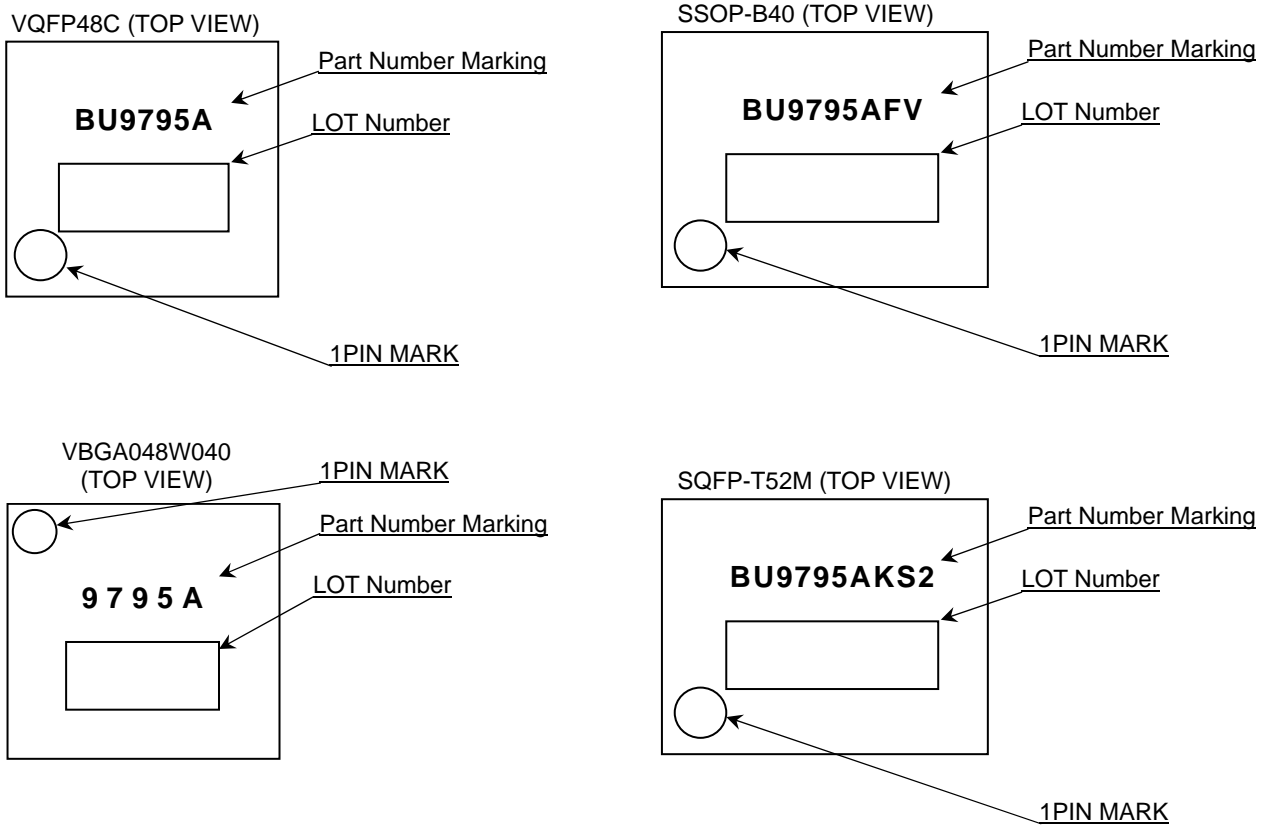 VQFP48C (TOP VIEW)
Part Number Marking
BU9795A
LOT Number
1PIN MARK
SSOP-B40 (TOP VIEW)
Part Number Marking
BU9795AFV
LOT Number
1PIN MARK
VBGA048W040
(TOP VIEW)
1PIN MARK
Part Number Marking
9795A
LOT Number
SQFP-T52M (TOP VIEW)
Part Number Marking
BU9795AKS2
LOT Number
1PIN MARK